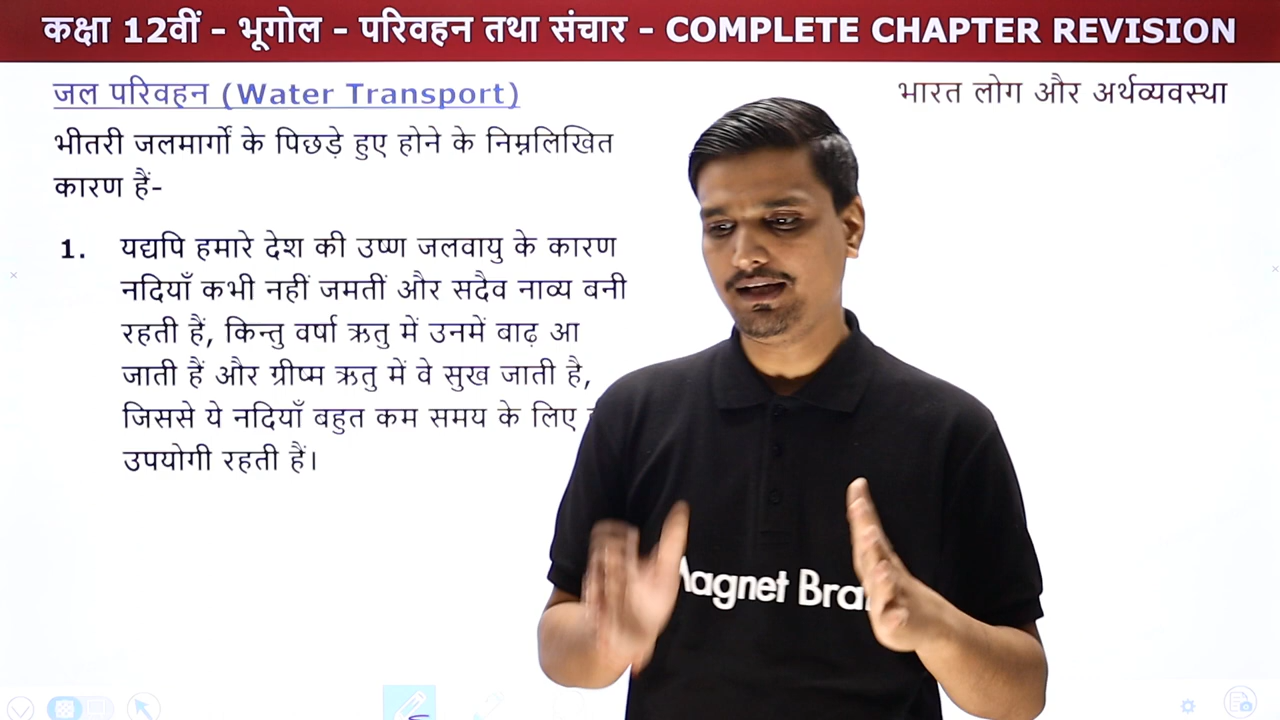 कक्षा 12वीं - भूगोल - परिवहन तथा संचार - COMPLETE CHAPTER REVISION
जल परिवहन (Water Transport)
भारत लोग और अर्थव्यवस्था
भीतरी जलमार्गों के पिछड़े हुए होने के निम्नलिखित
कारण हैं-
1. यद्यपि हमारे देश की उष्ण जलवायु के कारण
नदियाँ कभी नहीं जमतीं और सदैव नाव्य बनी
रहती हैं, किन्तु वर्षा ऋतु में उनमें बाढ़ आ
जाती हैं और ग्रीष्म ऋतु में वे सुख जाती है,
जिससे ये नदियाँ बहुत कम समय के लिए
उपयोगी रहती हैं।
Magnet Bra